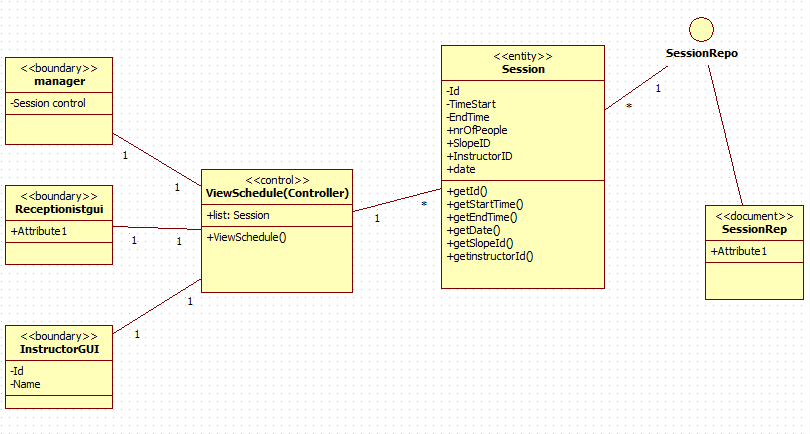 <<boundary>>
manager
-Session control
1
1
<<boundary>>
Receptionistgui
+Attribute1
1
1
<<boundary>>
InstructorGUI
-Id
-Name
1
1
<<control>>
ViewSchedule(Controller)
+list: Session
+ViewSchedule()
1
*
<<entity>>
Session
-Id
-TimeStart
-EndTime
+nrOfPeople
+SlopeID
+InstructorID
+date
+getId()
+getStartTime()
+getEndTime()
+getDate()
+getSlopeId()
+getinstructorId()
*
1
SessionRepo
<<document>>
SessionRep
+Attribute1